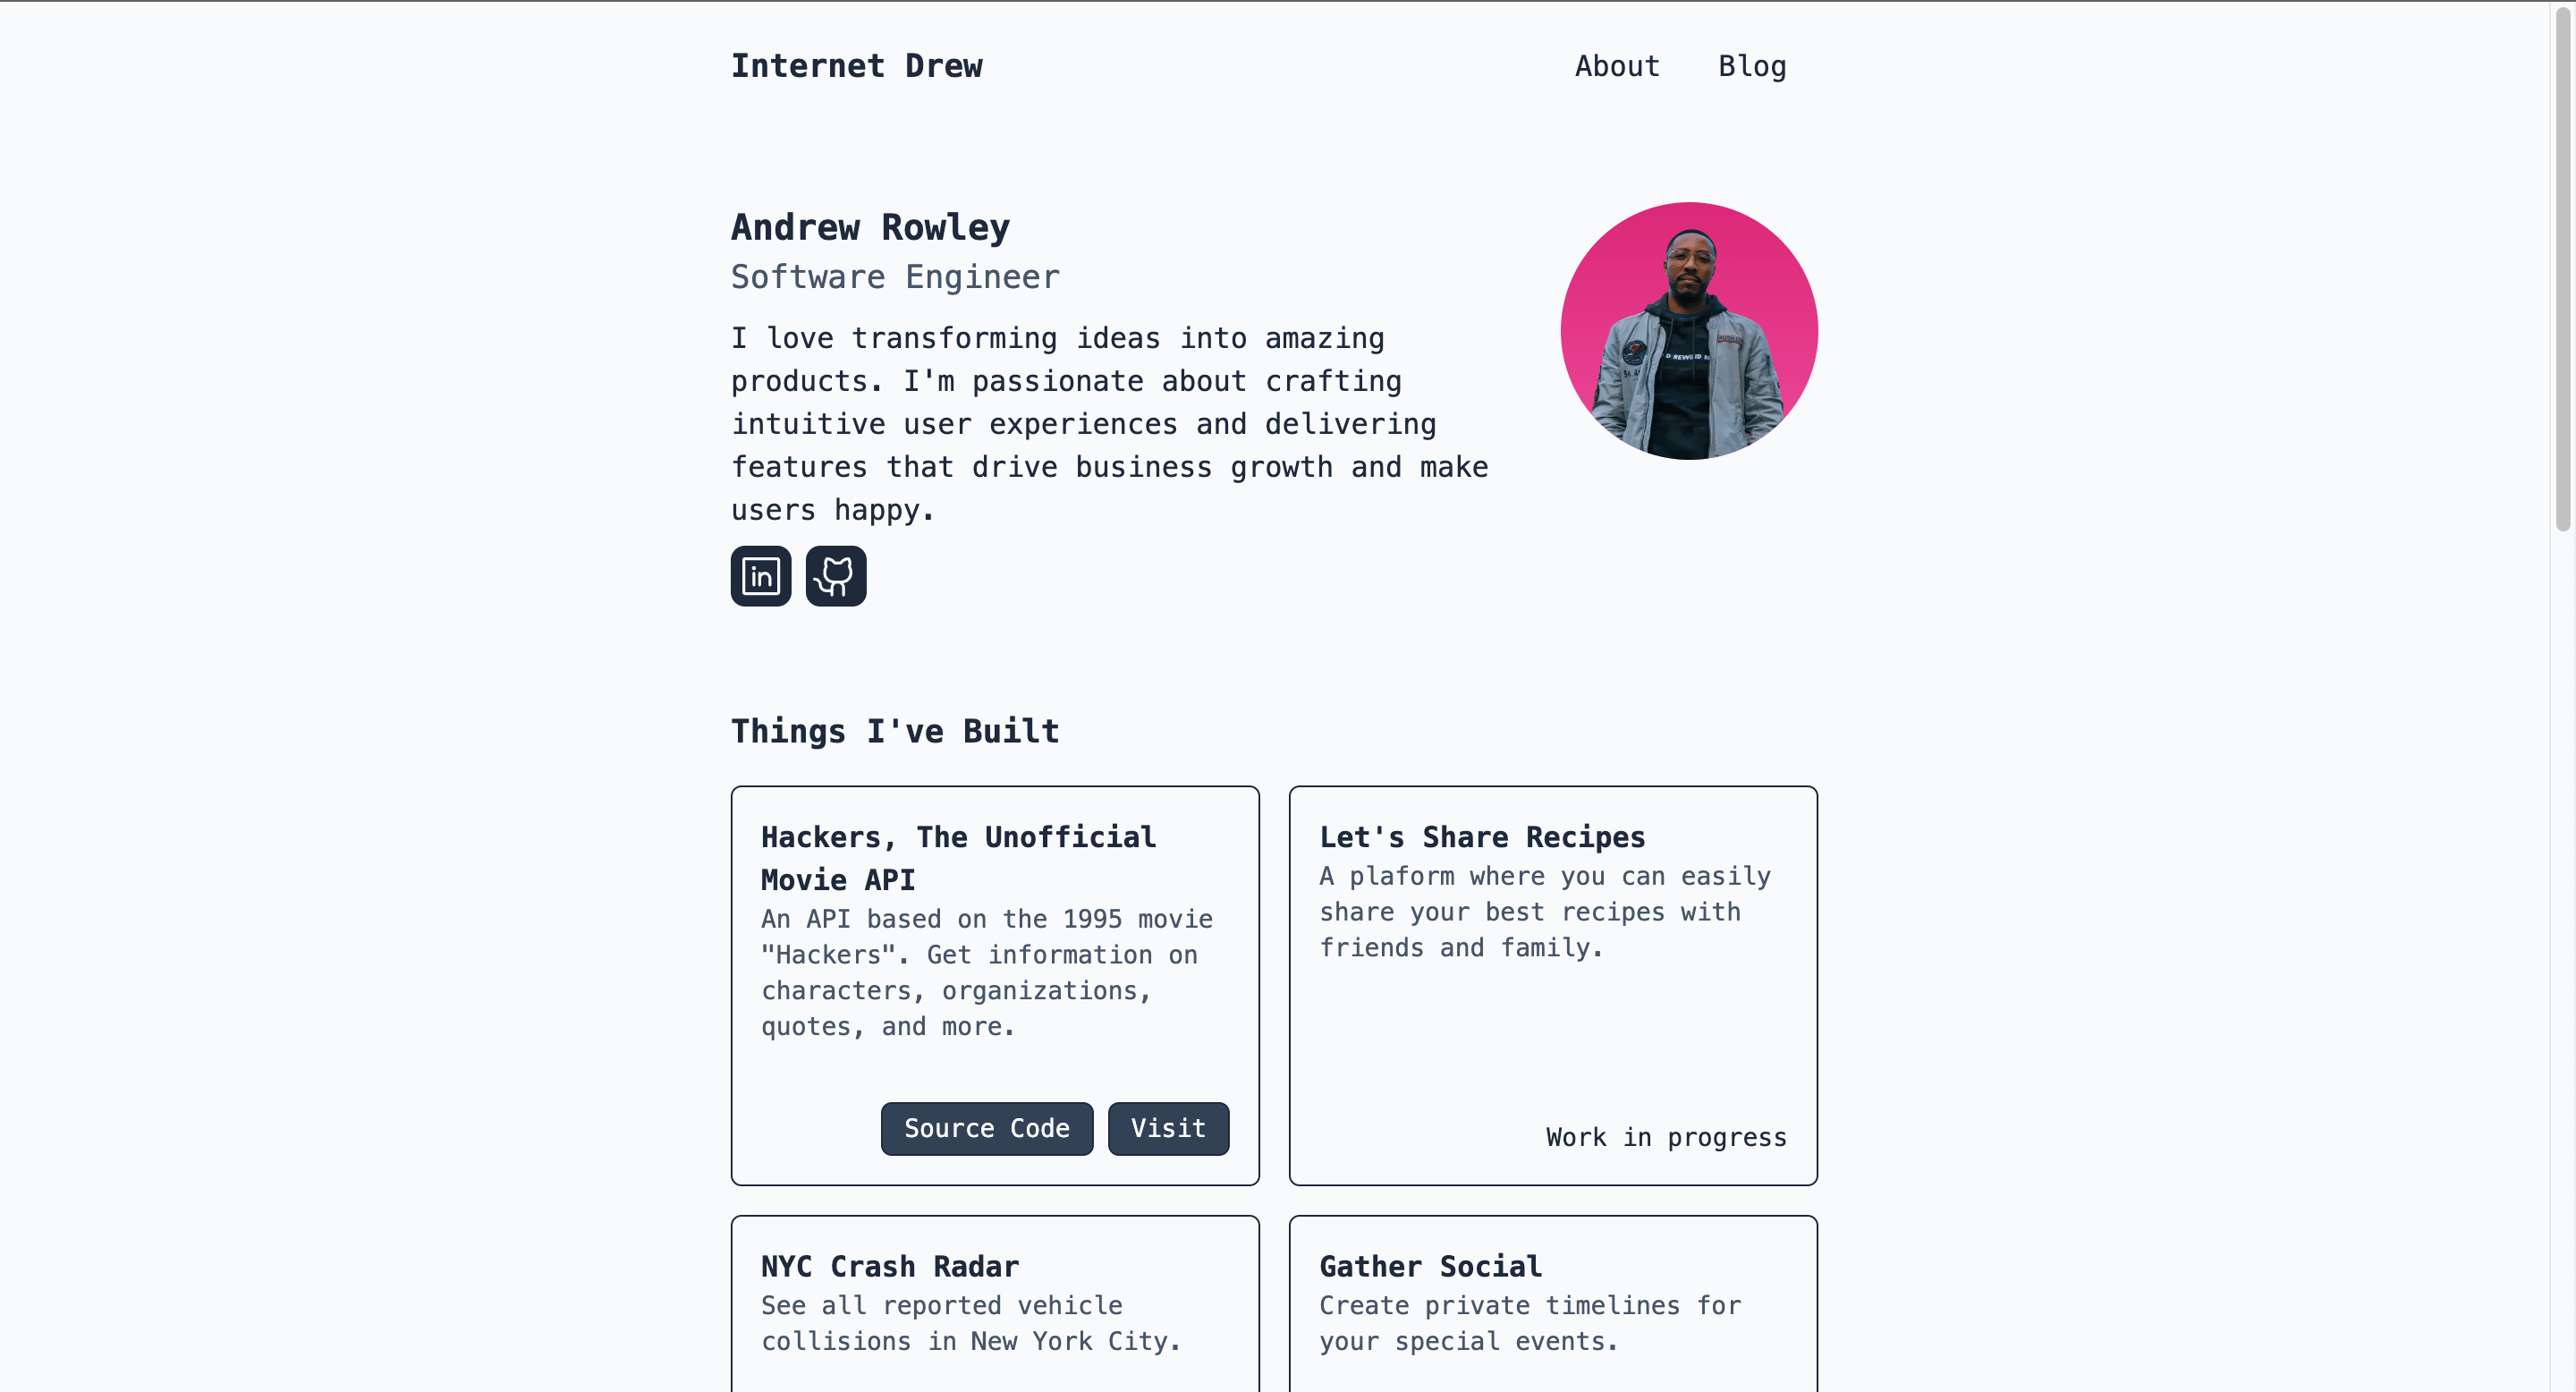 Internet Drew
About Blog
Andrew Rowley
Software Engineer
I love transforming ideas into amazing
products. I'm passionate about crafting
intuitive user experiences and delivering
features that drive business growth and make
users happy.
in
Things I've Built
Hackers, The Unofficial
Movie API
An API based on the 1995 movie
"Hackers". Get information on
characters, organizations,
quotes, and more.
Source Code Visit
Let's Share Recipes
A plaform where you can easily
share your best recipes with
friends and family.
Work in progress
NYC Crash Radar
See all reported vehicle
collisions in New York City.
Gather Social
Create private timelines for
your special events.